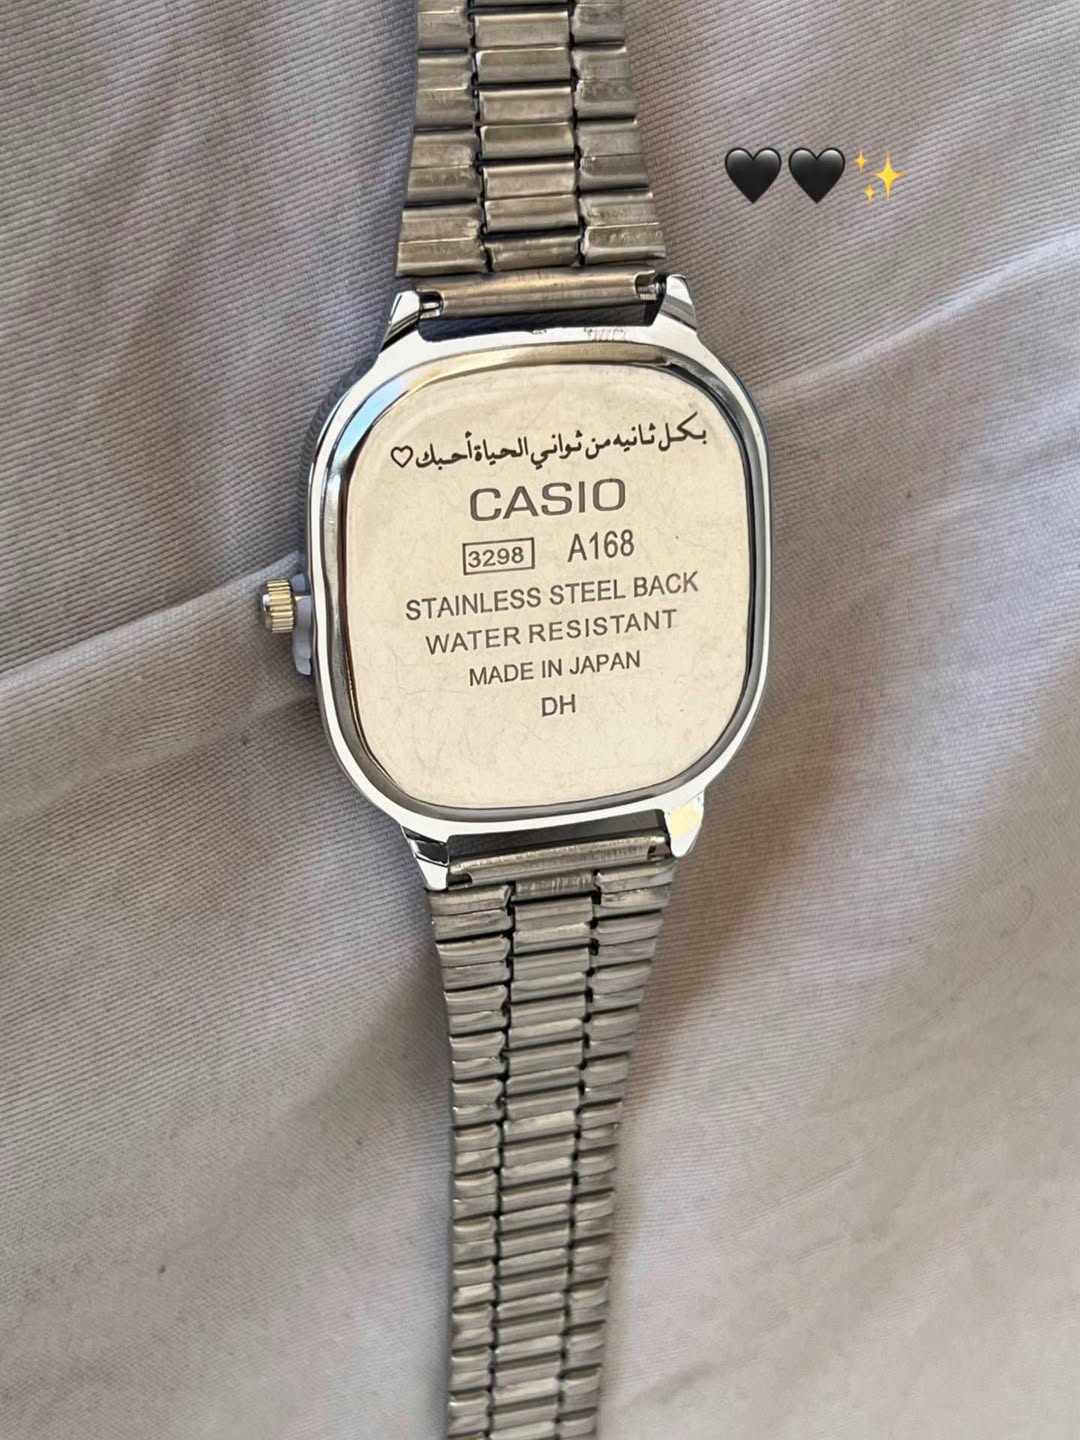 بكل ثانيه من ثواني الحياة أحبك♡
CASIO
3298 A168
STAINLESS STEEL BACK
WATER RESISTANT
MADE IN JAPAN
DH